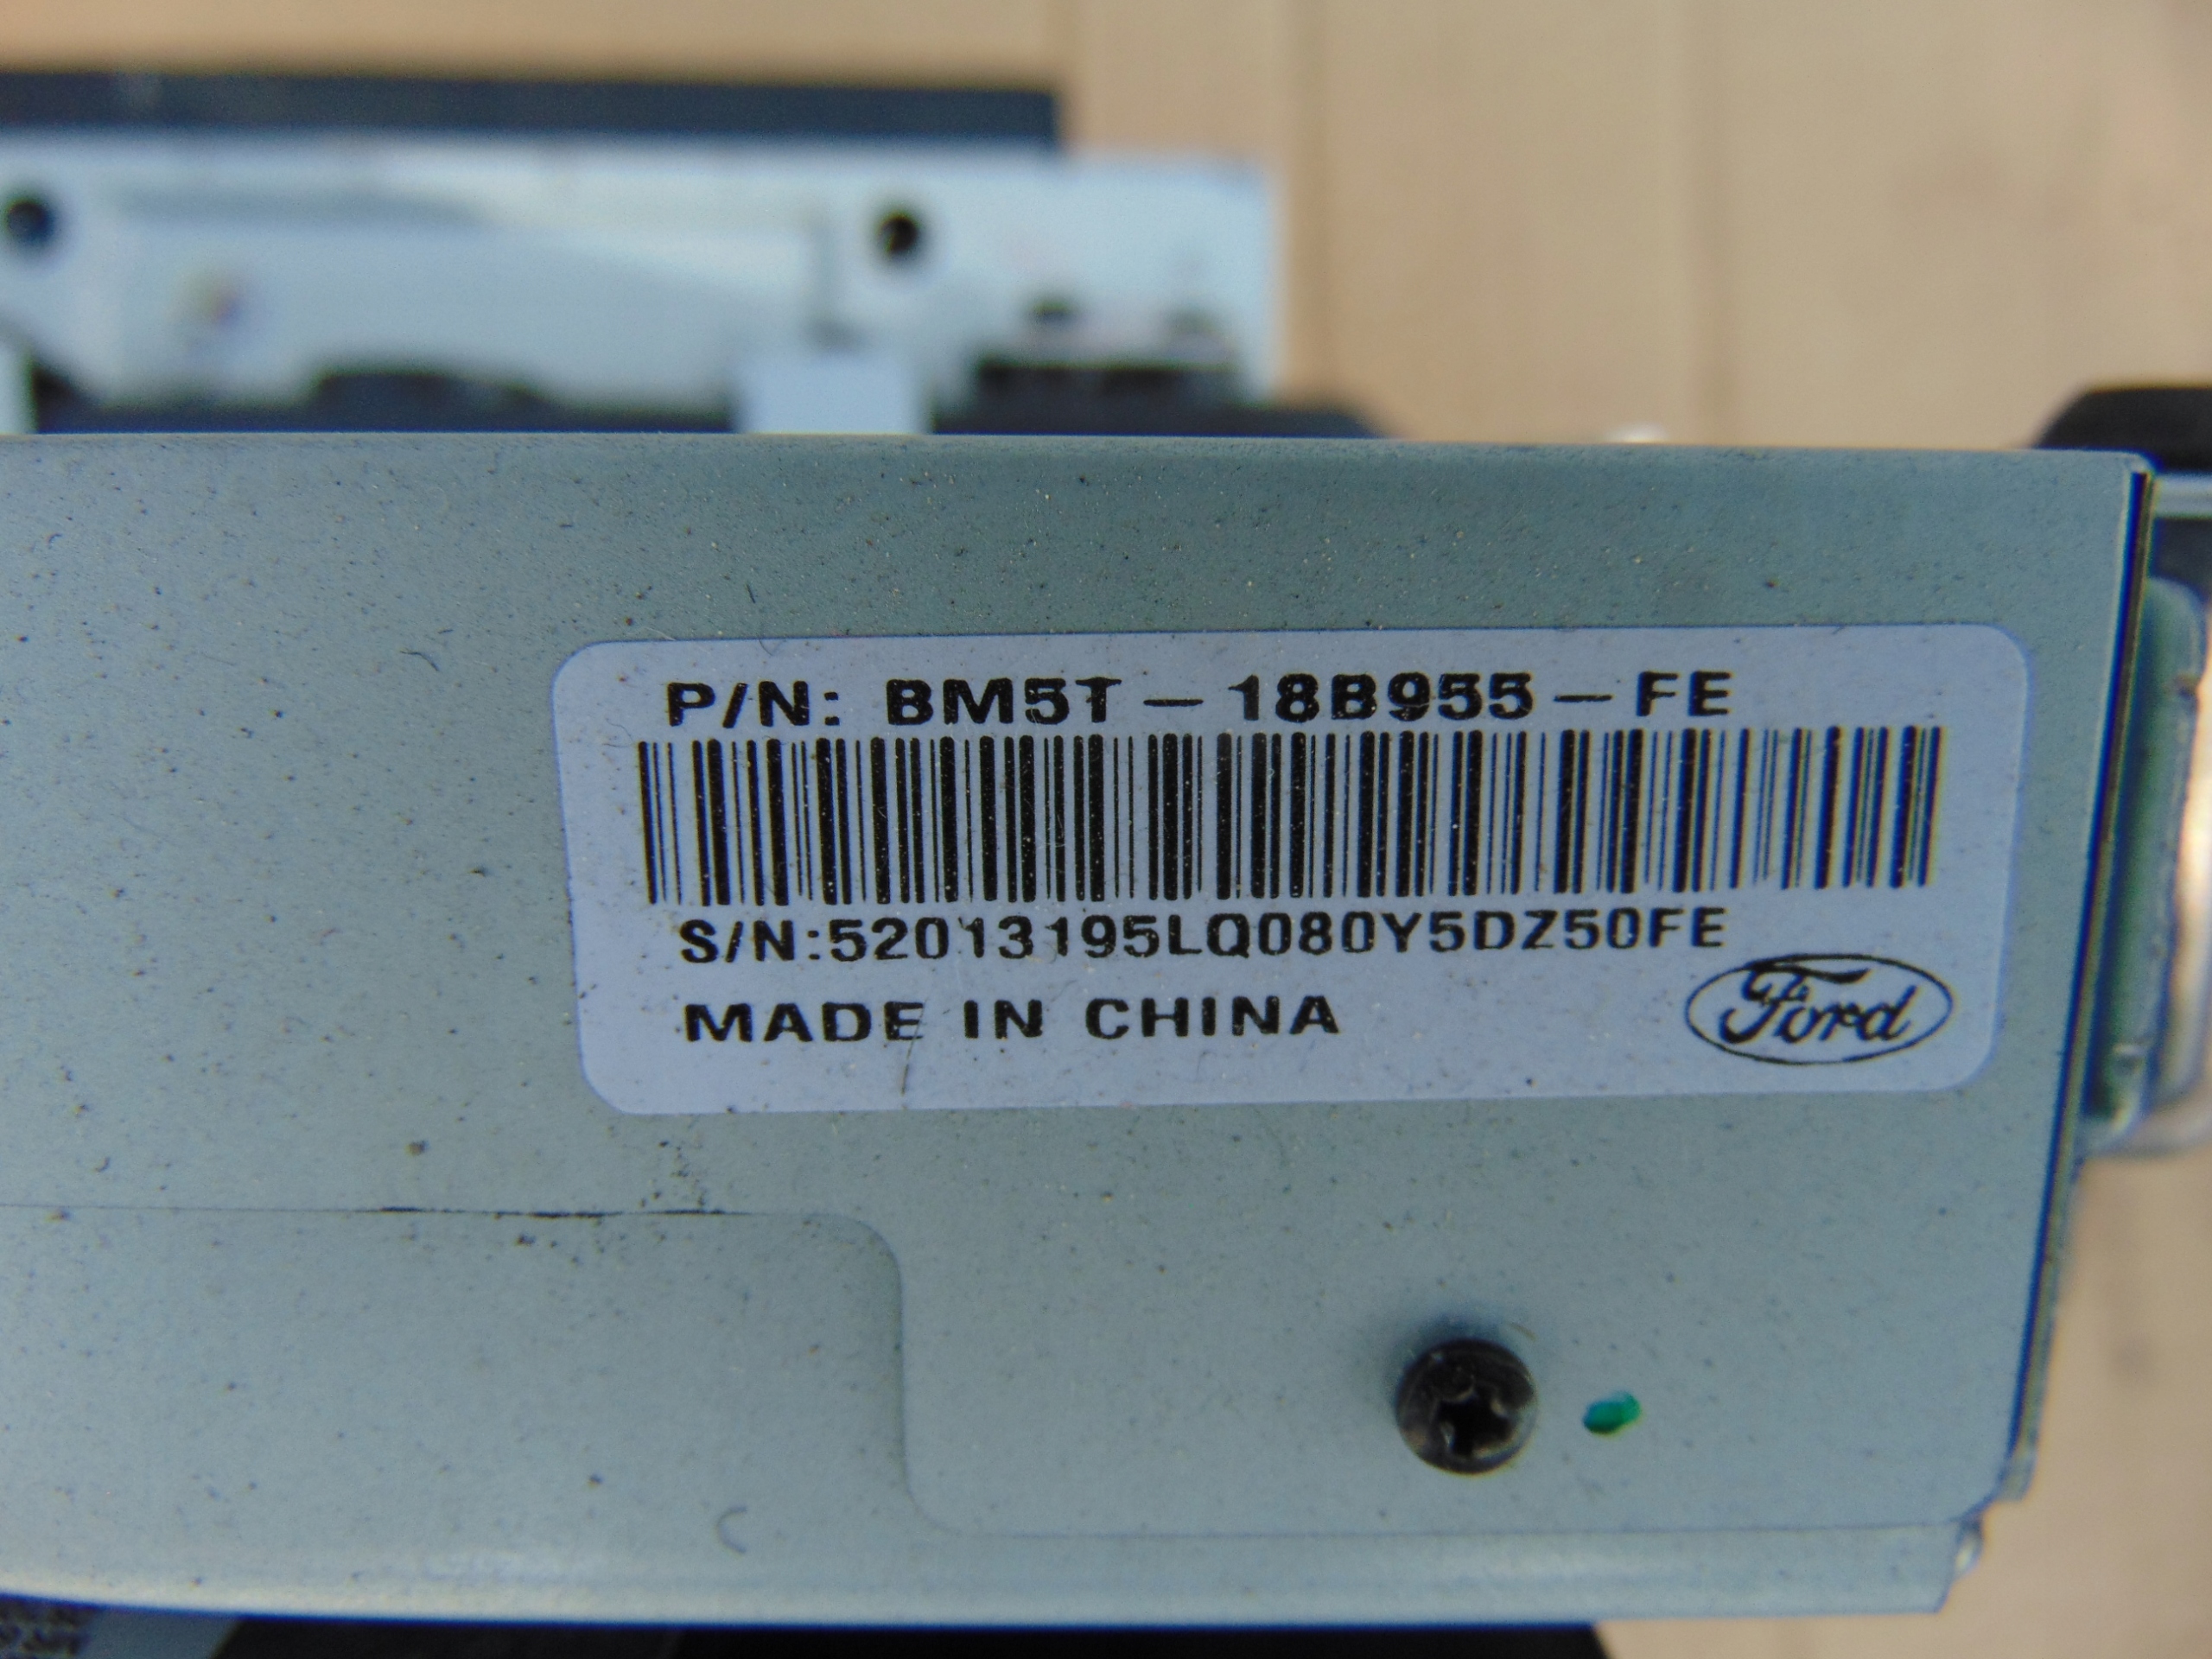 P/N: BM5T-18B955-FE
S/N:52013195LQ080Y5DZ50FE
MADE IN CHINA
Ford